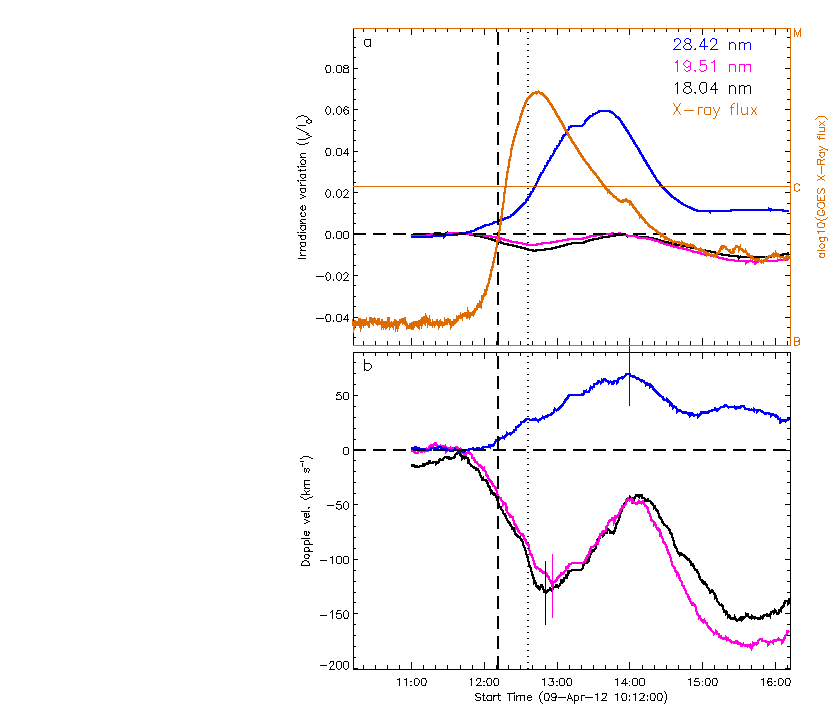 M
a
28.42 nm
19.51 nm
18.04 nm
X-ray flux
0.08
0.06
0.04
0.02
0.00
-0.02
-0.04
Irradiance variation (Iᵥ/I₀)
C
B
alog10(GOES X-Ray flux)
b
50
0
-50
-100
-150
-200
Dopple vel. (km s⁻¹)
11:00 12:00 13:00 14:00 15:00 16:00
Start Time (09-Apr-12 10:12:00)